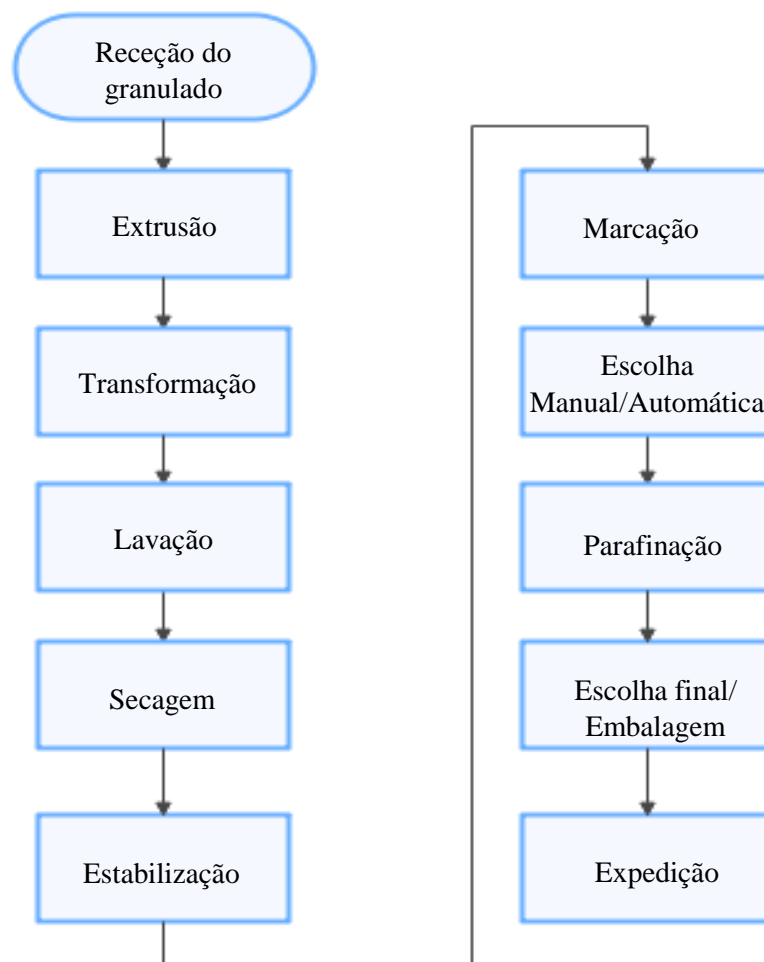 Receção do
granulado
Extrusão
Transformação
Lavação
Secagem
Estabilização
Marcação
Escolha
Manual/Automática
Parafinação
Escolha final/
Embalagem
Expedição